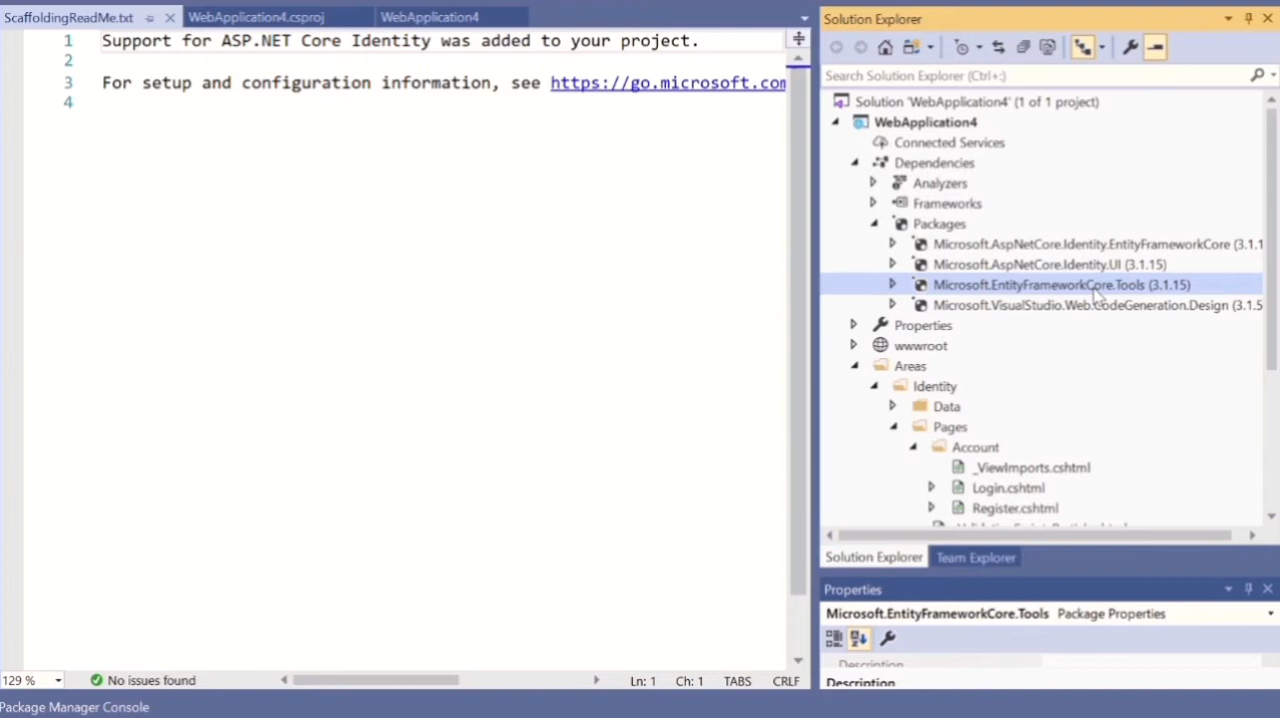 ScaffoldingReadMe.txt WebApplication4.csproj WebApplication4
1 Support for ASP.NET Core Identity was added to your project.
2
3 For setup and configuration information, see https://go.microsoft.com
4
129 % No issues found Ln: 1 Ch: 1 TABS CRLF
Package Manager Console
Solution Explorer
Search Solution Explorer (Ctrl+;)
Solution 'WebApplication4' (1 of 1 project)
WebApplication4
Connected Services
Dependencies
Analyzers
Frameworks
Packages
Microsoft.AspNetCore.Identity.EntityFrameworkCore (3.1.1
Microsoft.AspNetCore.Identity.UI (3.1.15)
Microsoft.EntityFrameworkCore.Tools (3.1.15)
Microsoft.VisualStudio.Web.CodeGeneration.Design (3.1.5
Properties
wwwroot
Areas
Identity
Data
Pages
Account
_ViewImports.cshtml
Login.cshtml
Register.cshtml
Solution Explorer Team Explorer
Properties
Microsoft.EntityFrameworkCore.Tools Package Properties
Description
Description